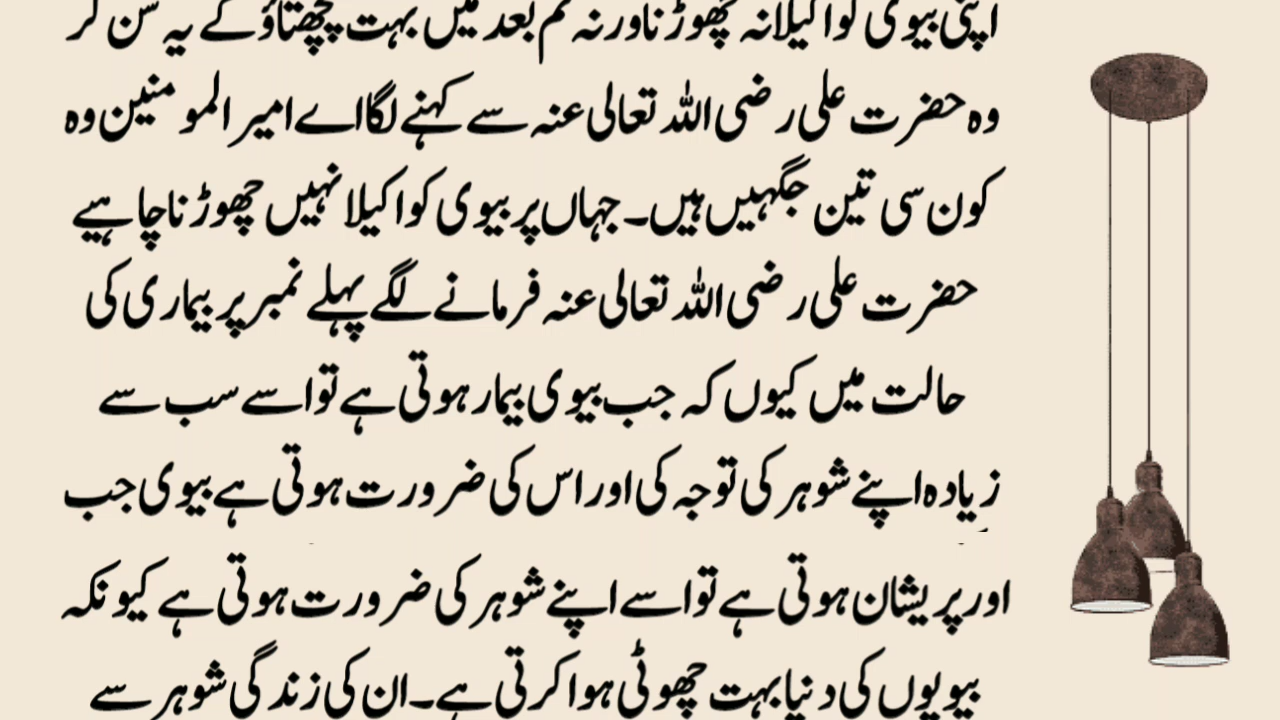 اپنی بیوی کو اکیلا نہ چھوڑنا ورنہ تم بعد میں بہت پچھتاؤ گے یہ سن کر
وہ حضرت علی رضی اللہ تعالی عنہ سے کہنے لگا اے امیر المومنین وہ
کون سی تین جگہیں ہیں۔ جہاں پر بیوی کو اکیلا نہیں چھوڑنا چاہیے
حضرت علی رضی اللہ تعالی عنہ فرمانے لگے پہلے نمبر پر بیماری کی
حالت میں کیوں کہ جب بیوی بیمار ہوتی ہے تو اسے سب سے
زیادہ اپنے شوہر کی توجہ کی اور اس کی ضرورت ہوتی ہے بیوی جب
اور پریشان ہوتی ہے تو اسے اپنے شوہر کی ضرورت ہوتی ہے کیونکہ
بیویوں کی دنیا بہت چھوٹی ہوا کرتی ہے۔ ان کی زندگی شوہر سے